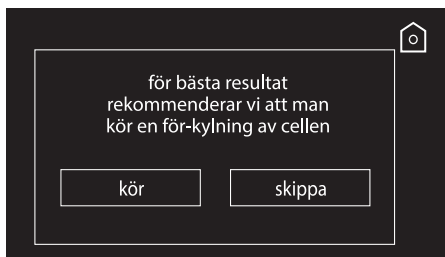 för bästa resultat
rekommenderar vi att man
kör en för-kylning av cellen
kör
skippa